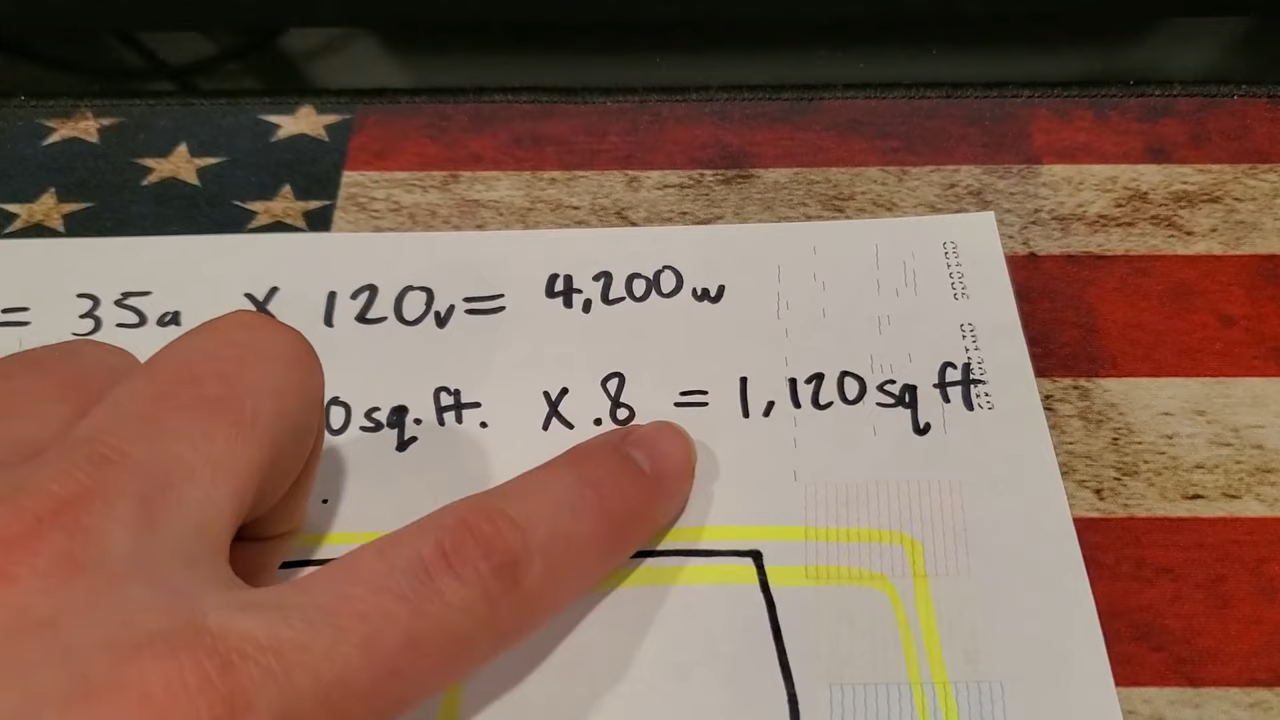 = 35a X 120v = 4,200w
0sq.ft. X .8 = 1,120sq ft